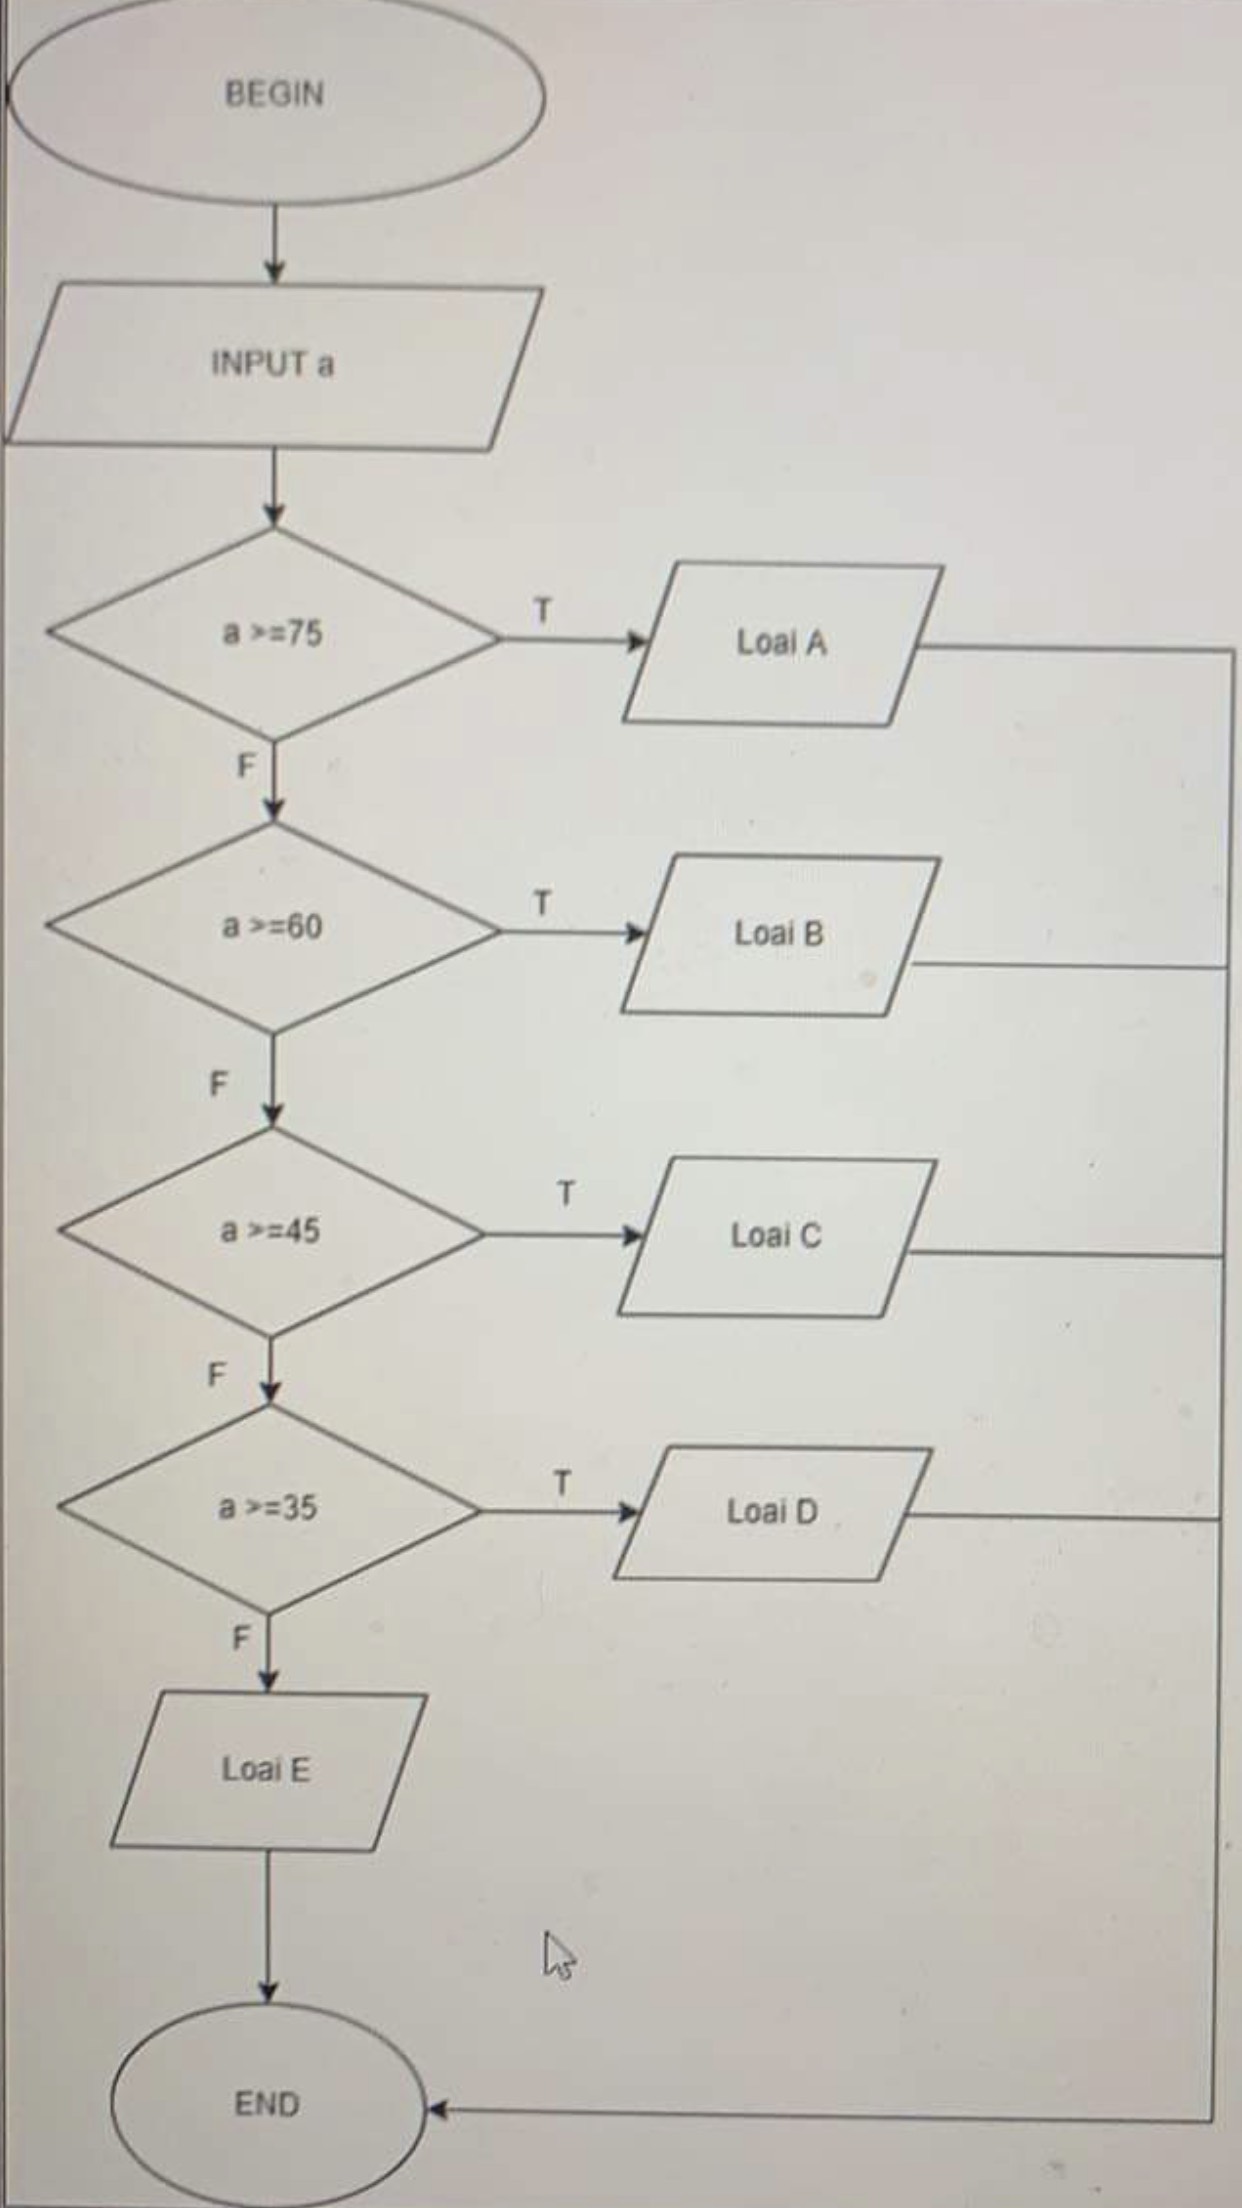 BEGIN
INPUT a
a >=75
T
Loai A
F
a >=60
T
Loai B
F
a >=45
T
Loai C
F
a >=35
T
Loai D
F
Loai E
END